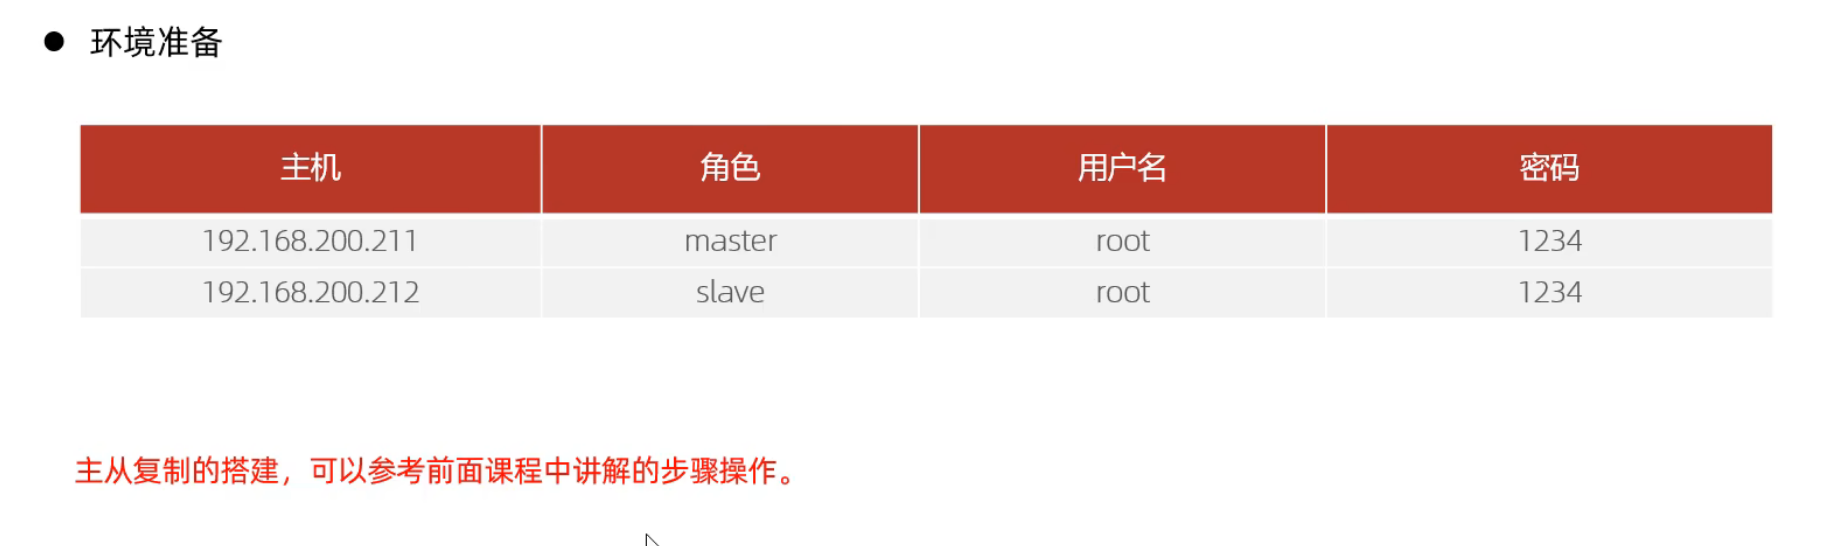 ● 环境准备
主机 角色 用户名 密码
192.168.200.211 master root 1234
192.168.200.212 slave root 1234
主从复制的搭建，可以参考前面课程中讲解的步骤操作。